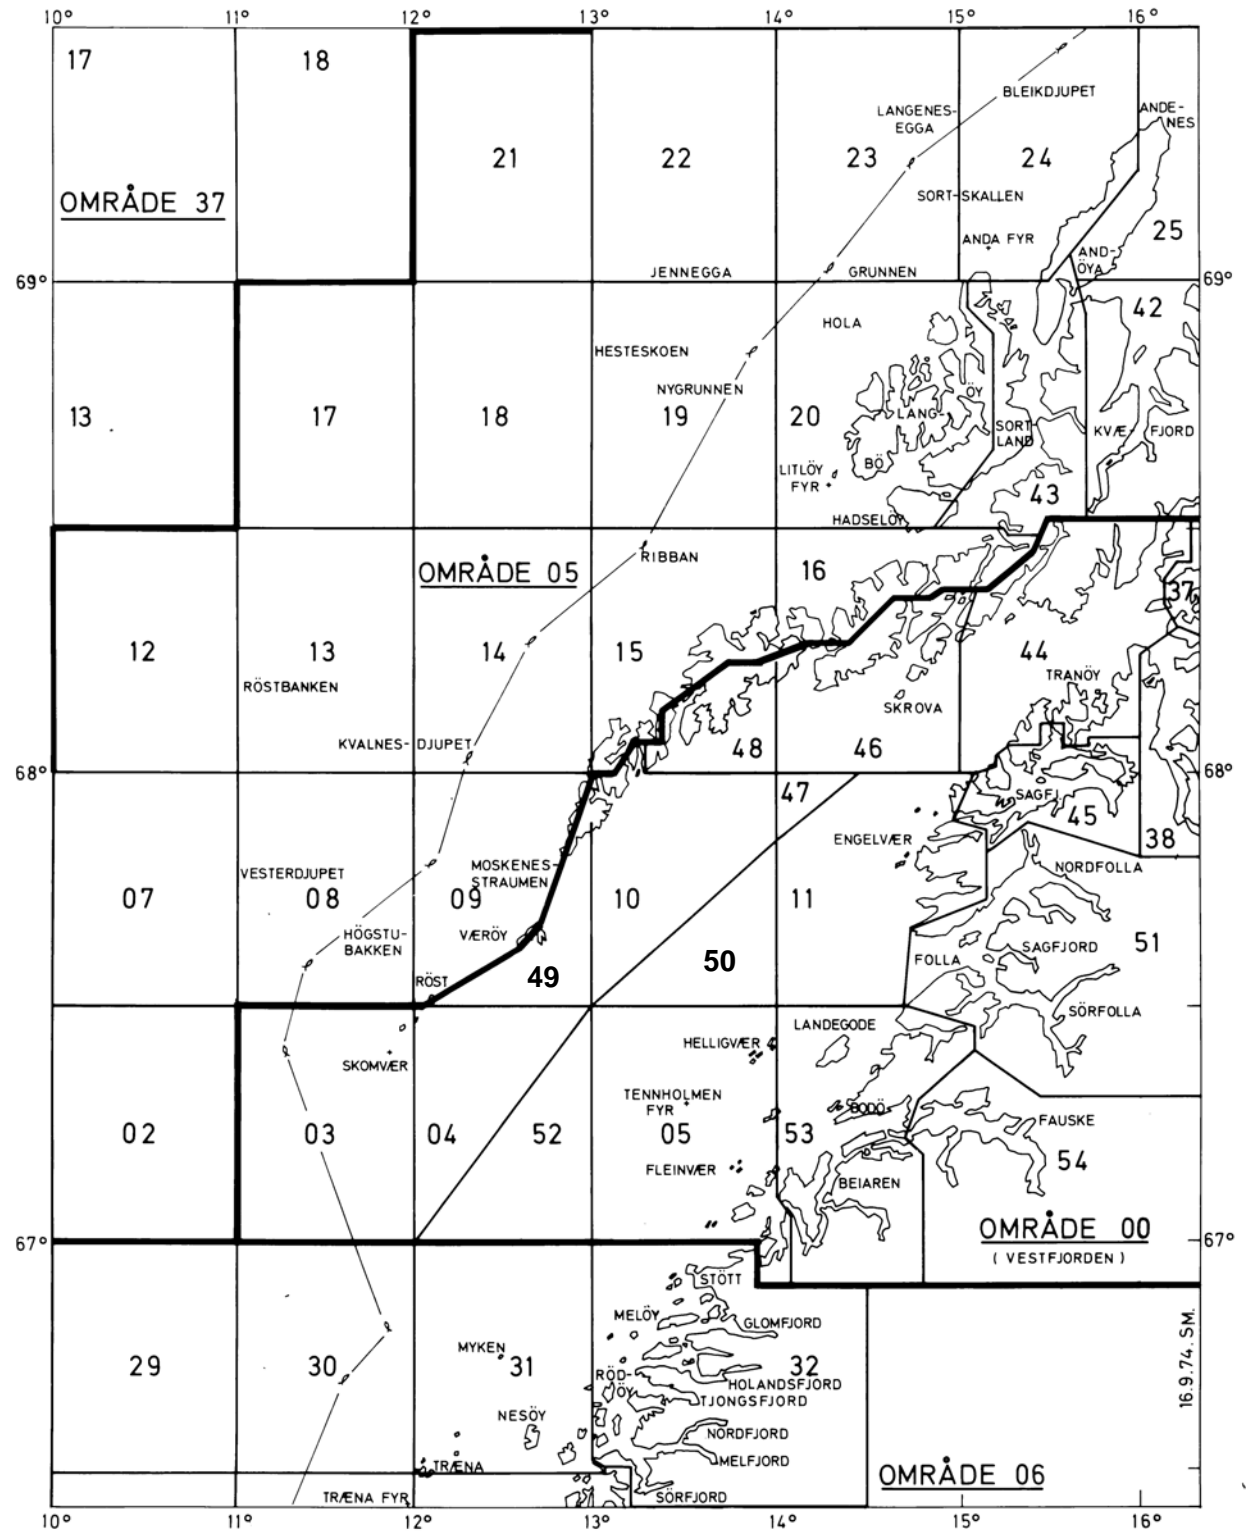 10° 11° 12° 13° 14° 15° 16°
17 18
BLEIKDJUPET
LANGENES-
EGGA
ANDE-
NES
21 22 23 24
OMRÅDE 37
SORT-SKALLEN
25
ANDA FYR
AND-
ÖYA
JENNEGGA GRUNNEN
69° 69°
42
HOLA
HESTESKOEN
NYGRUNNEN
ÖY
13 17 18 19 20
LANG-
SORT-
LAND
KVÆ- FJORD
BÖ
LITLÖY
FYR
43
HADSELÖY
RIBBAN
OMRÅDE 05
16
37
12 13 14 15 44
TRANÖY
RÖSTBANKEN
SKROVA
KVALNES-DJUPET
48 46
68° 68°
47
SAGFJ.
45
ENGELVÆR
38
MOSKENES-
STRAUMEN
NORDFOLLA
VESTERDJUPET
07 08 09 10 11
HÖGSTU-
BAKKEN
VÆRÖY
SAGFJORD
51
FOLLA
50
49
RÖST
SÖRFOLLA
LANDEGODE
HELLIGVÆR
SKOMVÆR
TENNHOLMEN
FYR
BODÖ
FAUSKE
02 03 04 52 05 53
54
FLEINVÆR
BEIAREN
OMRÅDE 00
(VESTFJORDEN)
67° 67°
STÖTT
MELÖY
GLOMFJORD
MYKEN
29 30 31 32
RÖD-
ÖY
HOLANDSFJORD
TJONGSFJORD
NESÖY
NORDFJORD
MELFJORD
TRÆNA
OMRÅDE 06
TRÆNA FYR
SÖRFJORD
16.9.74. SM.
10° 11° 12° 13° 14° 15° 16°